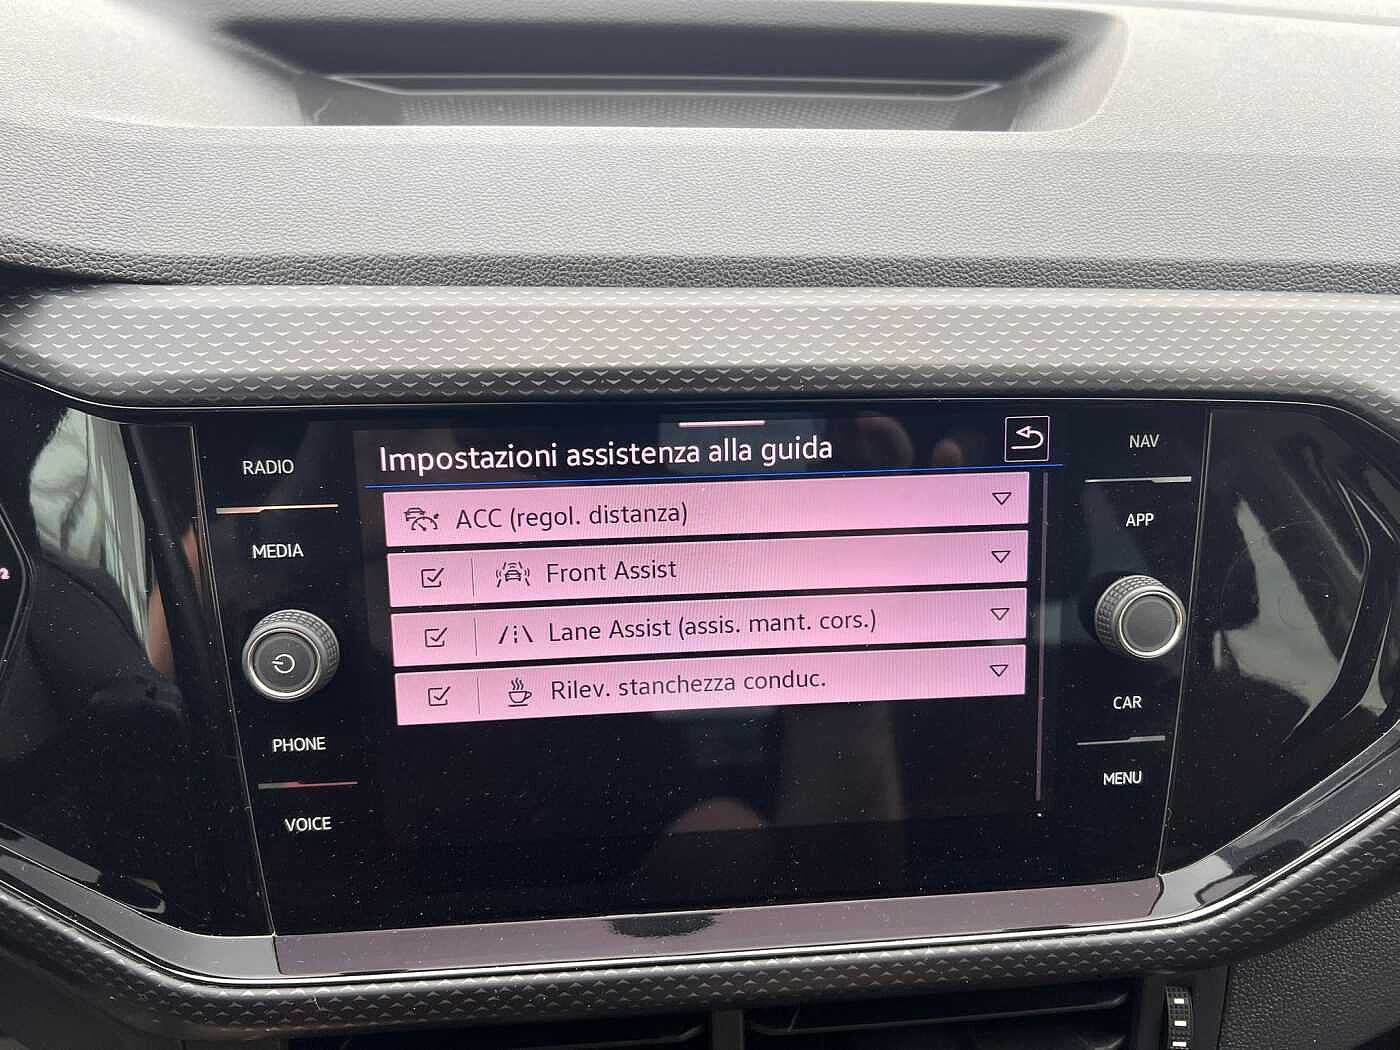 Impostazioni assistenza alla guida
ACC (regol. distanza)
Front Assist
Lane Assist (assis. mant. cors.)
Rilev. stanchezza conduc.
RADIO
MEDIA
PHONE
VOICE
NAV
APP
CAR
MENU